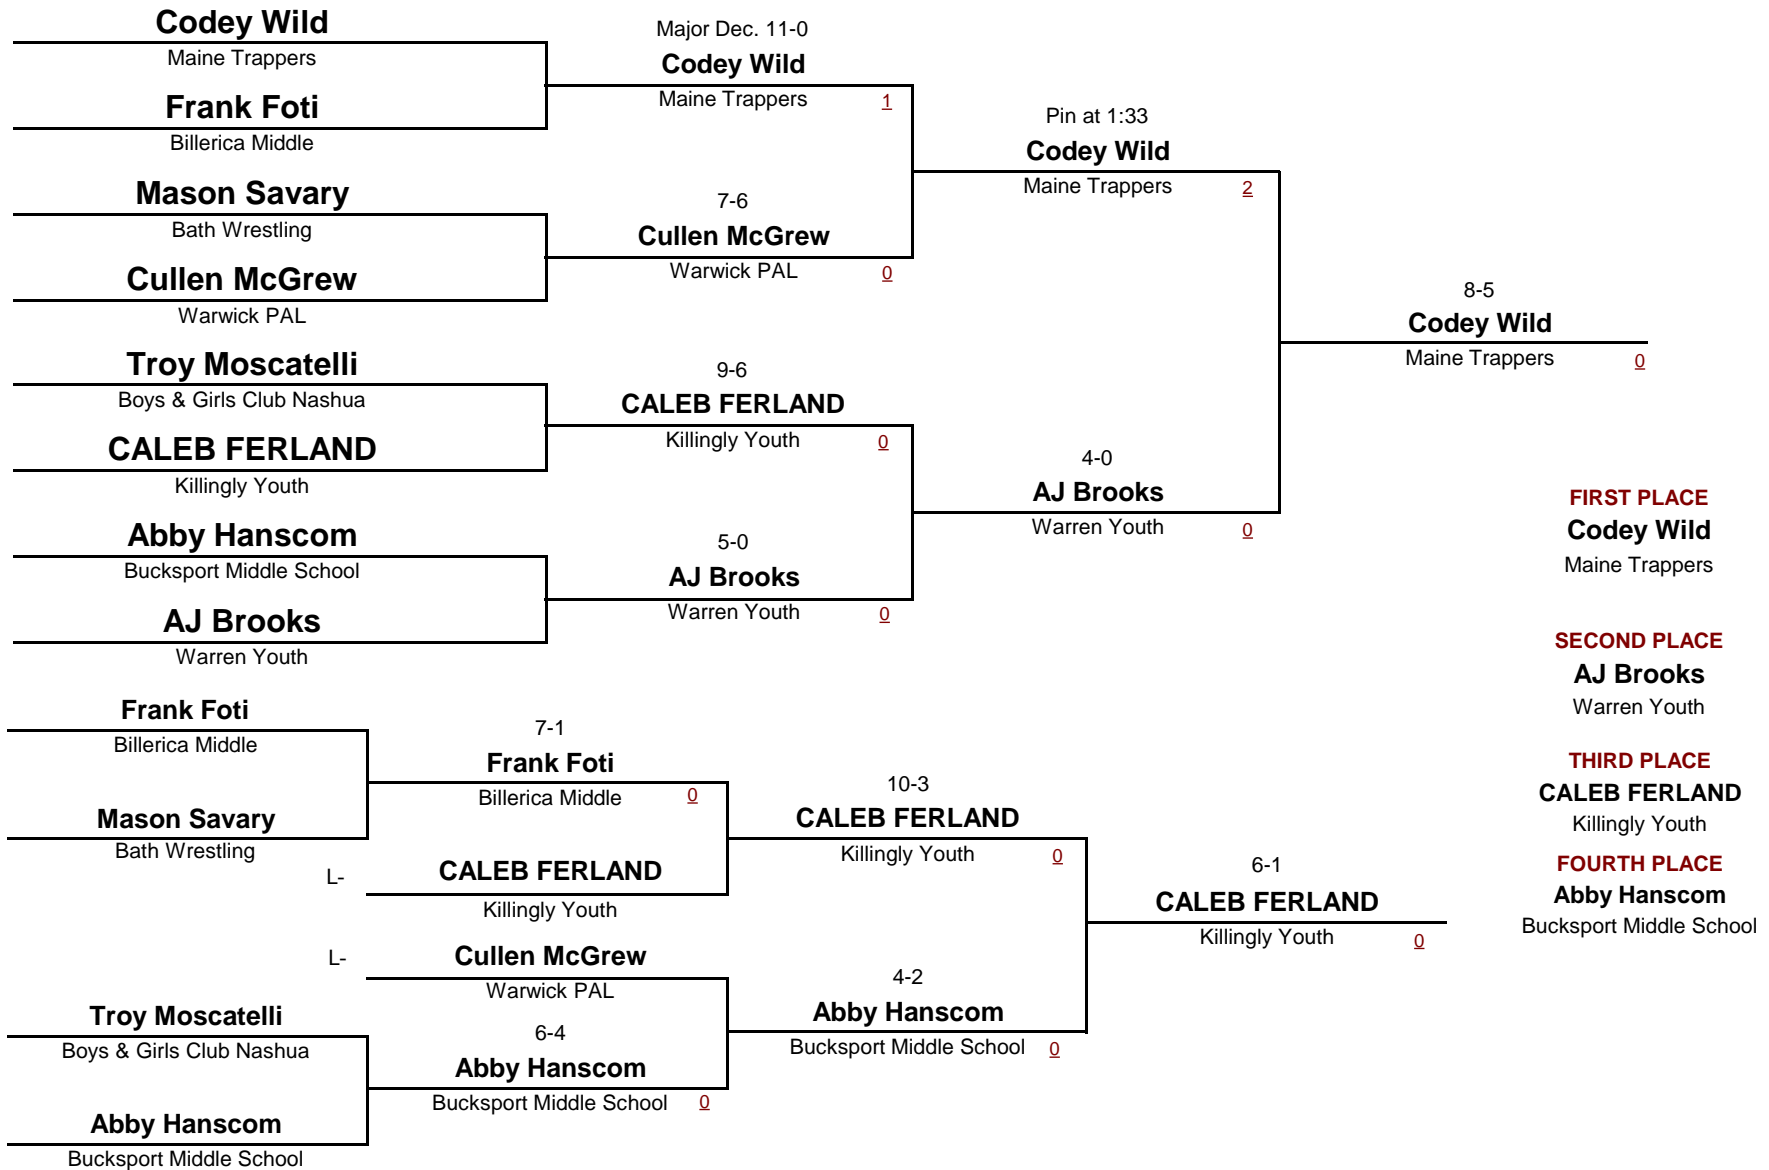 Codey Wild
Maine Trappers
Frank Foti
Billerica Middle
Mason Savary
Bath Wrestling
Cullen McGrew
Warwick PAL
Troy Moscatelli
Boys & Girls Club Nashua
CALEB FERLAND
Killingly Youth
Abby Hanscom
Bucksport Middle School
AJ Brooks
Warren Youth
Major Dec. 11-0
Codey Wild
Maine Trappers 1
7-6
Cullen McGrew
Warwick PAL 0
9-6
CALEB FERLAND
Killingly Youth 0
5-0
AJ Brooks
Warren Youth 0
Pin at 1:33
Codey Wild
Maine Trappers 2
4-0
AJ Brooks
Warren Youth 0
8-5
Codey Wild
Maine Trappers 0
FIRST PLACE
Codey Wild
Maine Trappers
SECOND PLACE
AJ Brooks
Warren Youth
THIRD PLACE
CALEB FERLAND
Killingly Youth
FOURTH PLACE
Abby Hanscom
Bucksport Middle School
Frank Foti
Billerica Middle
Mason Savary
Bath Wrestling
Troy Moscatelli
Boys & Girls Club Nashua
Abby Hanscom
Bucksport Middle School
7-1
Frank Foti
Billerica Middle 0
L- CALEB FERLAND
Killingly Youth
L- Cullen McGrew
Warwick PAL
6-4
Abby Hanscom
Bucksport Middle School 0
10-3
CALEB FERLAND
Killingly Youth 0
4-2
Abby Hanscom
Bucksport Middle School 0
6-1
CALEB FERLAND
Killingly Youth 0